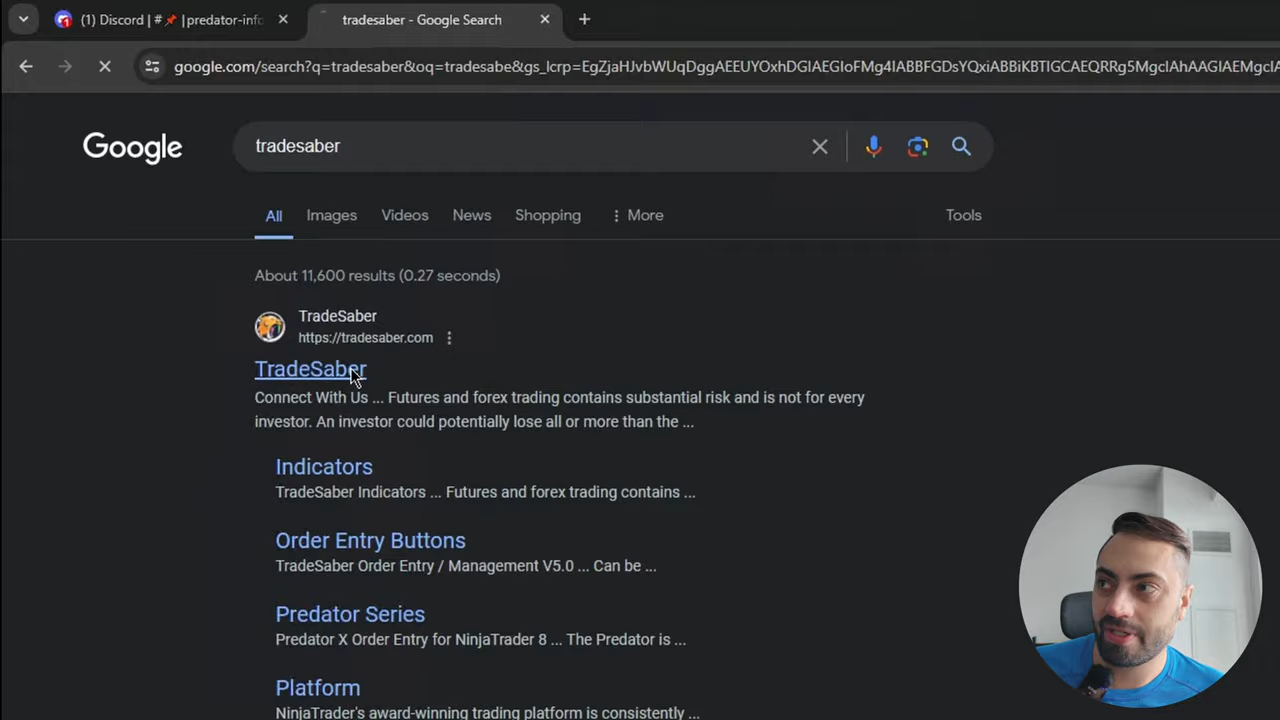 (1) Discord | #📌 |predator-info
tradesaber - Google Search
google.com/search?q=tradesaber&oq=tradesabe&gs_lcrp=
Google
tradesaber
All
Images
Videos
News
Shopping
More
Tools
About 11,600 results (0.27 seconds)
TradeSaber
https://tradesaber.com
TradeSaber
Connect With Us ... Futures and forex trading contains substantial risk and is not for every
investor. An investor could potentially lose all or more than the ...
Indicators
TradeSaber Indicators ... Futures and forex trading contains ...
Order Entry Buttons
TradeSaber Order Entry / Management V5.0 ... Can be ...
Predator Series
Predator X Order Entry for NinjaTrader 8 ... The Predator is ...
Platform
NinjaTrader's award-winning trading platform is consistently ...